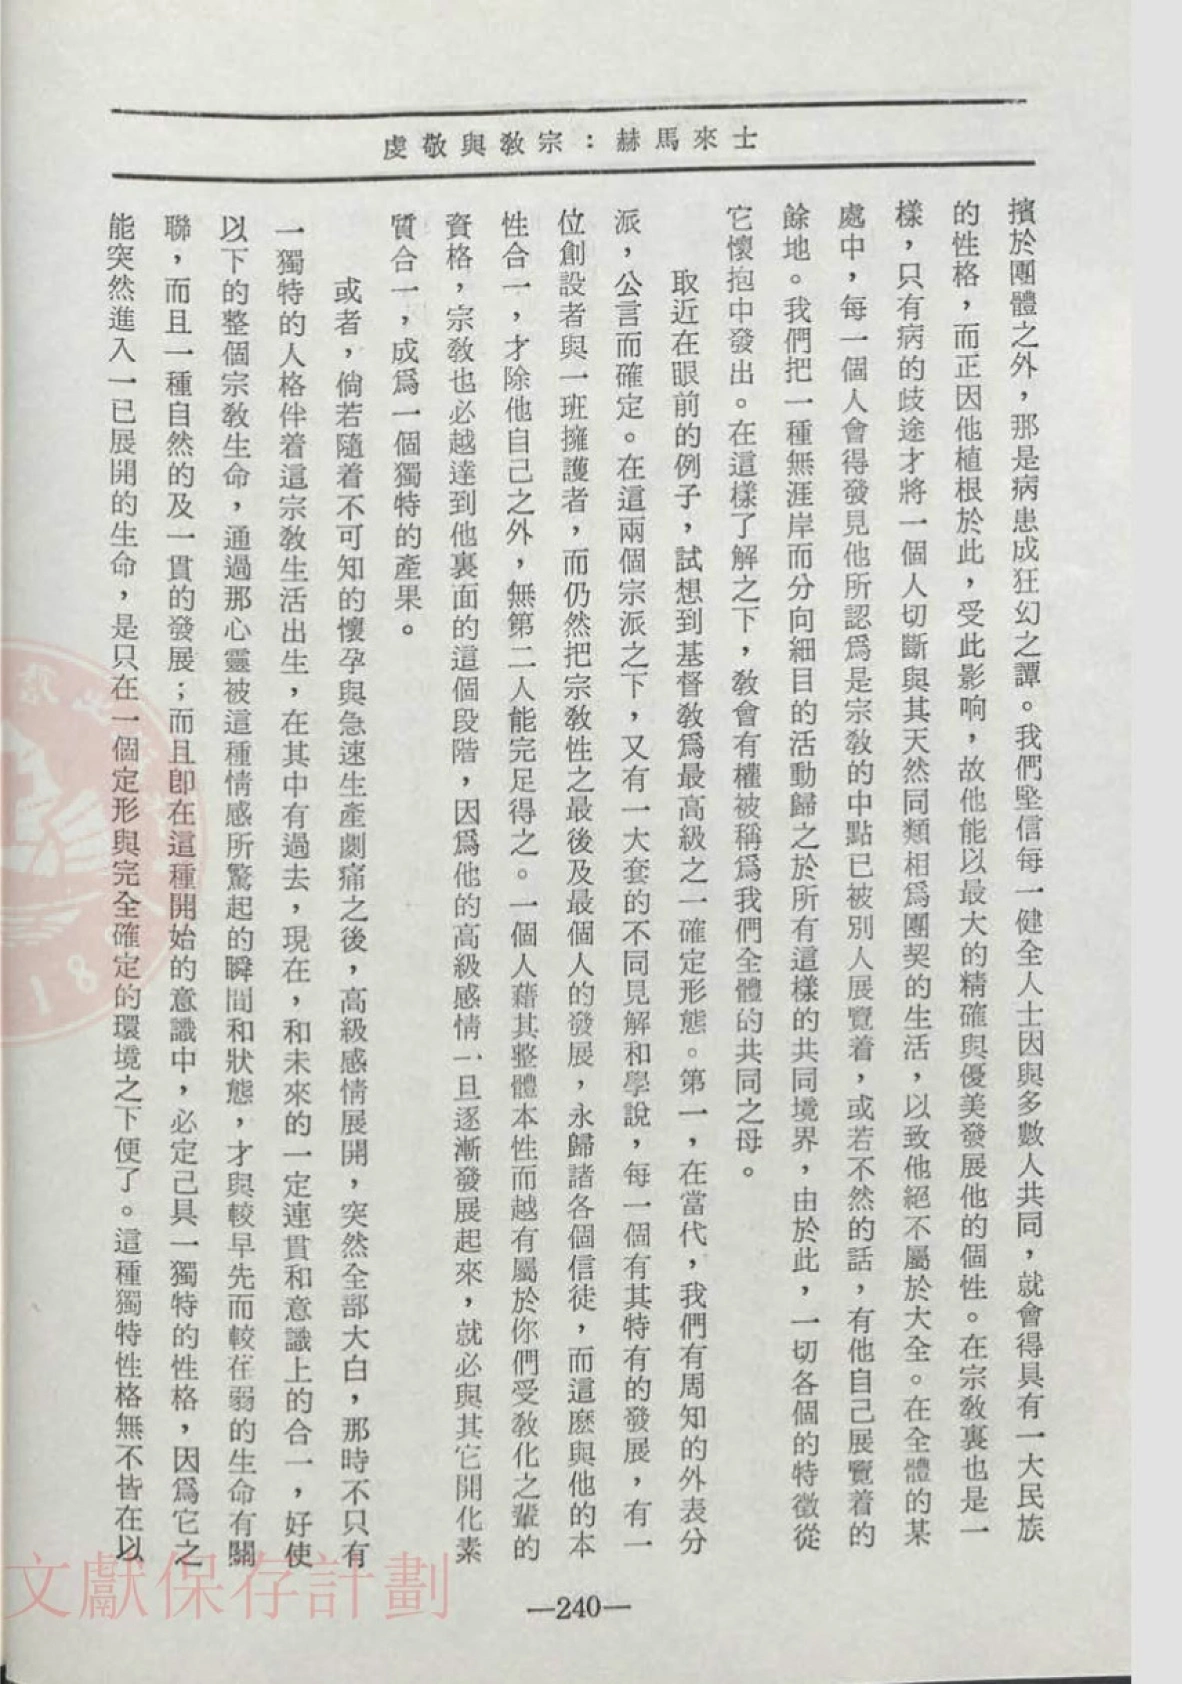 士來馬赫：宗教與敬虔
擯於團體之外，那是病患成狂幻之譚。我們堅信每一健全人士因與多數人共同，就會得具有一大民族
的性格，而正因他植根於此，受此影响，故他能以最大的精確與優美發展他的個性。在宗教裏也是一
樣，只有病的歧途才將一個人切斷與其天然同類相爲團契的生活，以致他絕不屬於大全。在全體的某
處中，每一個人會得發見他所認爲是宗教的中點已被別人展覽着，或若不然的話，有他自己展覽着的
餘地。我們把一種無涯岸而分向細目的活動歸之於所有這樣的共同境界，由於此，一切各個的特徵從
它懷抱中發出。在這樣了解之下，教會有權被稱爲我們全體的共同之母。
取近在眼前的例子，試想到基督教爲最高級之一確定形態。第一，在當代，我們有周知的外表分
派，公言而確定。在這兩個宗派之下，又有一大套的不同見解和學說，每一個有其特有的發展，有一
位創設者與一班擁護者，而仍然把宗教性之最後及最個人的發展，永歸諸各個信徒，而這麽與他的本
性合一，才除他自己之外，無第二人能完足得之。一個人藉其整體本性而越有屬於你們受教化之輩的
資格，宗教也必越達到他裏面的這個段階，因爲他的高級感情一旦逐漸發展起來，就必與其它開化素
質合一，成爲一個獨特的產果。
或者，倘若隨着不可知的懷孕與急速生產劇痛之後，高級感情展開，突然全部大白，那時不只有
一獨特的人格伴着這宗教生活出生，在其中有過去，現在，和未來的一定連貫和意識上的合一，好使
以下的整個宗教生命，通過那心靈被這種情感所驚起的瞬間和狀態，才與較早先而較荏弱的生命有關
聯，而且一種自然的及一貫的發展；而且卽在這種開始的意識中，必定己具一獨特的性格，因爲它之
能突然進入一已展開的生命，是只在一個定形與完全確定的環境之下便了。這種獨特性格無不皆在以
—240—
文獻保存計劃
18